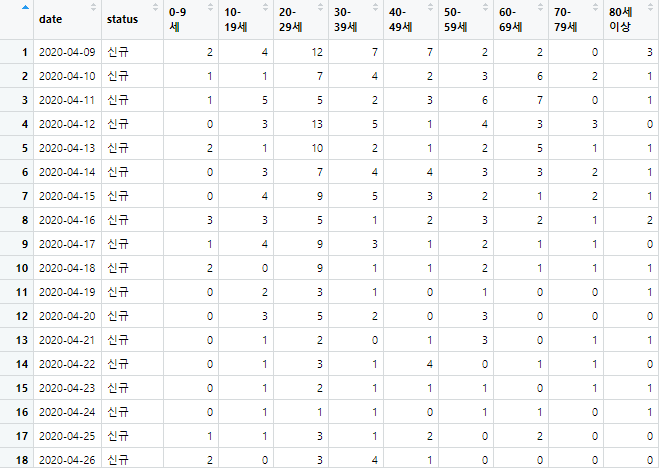 date status 0-9세 10-19세 20-29세 30-39세 40-49세 50-59세 60-69세 70-79세 80세 이상
1 2020-04-09 신규 2 4 12 7 7 2 2 0 3
2 2020-04-10 신규 1 1 7 4 2 3 6 2 1
3 2020-04-11 신규 1 5 5 2 3 6 7 0 1
4 2020-04-12 신규 0 3 13 5 1 4 3 3 0
5 2020-04-13 신규 2 1 10 2 1 2 5 1 1
6 2020-04-14 신규 0 3 7 4 4 3 3 2 1
7 2020-04-15 신규 0 4 9 5 3 2 1 2 1
8 2020-04-16 신규 3 3 5 1 2 3 2 1 2
9 2020-04-17 신규 1 4 9 3 1 2 1 1 0
10 2020-04-18 신규 2 0 9 1 1 2 1 1 1
11 2020-04-19 신규 0 2 3 1 0 1 0 0 1
12 2020-04-20 신규 0 3 5 2 0 3 0 0 0
13 2020-04-21 신규 0 1 2 0 1 3 0 1 1
14 2020-04-22 신규 0 1 3 1 4 0 1 1 0
15 2020-04-23 신규 0 1 2 1 1 1 0 1 1
16 2020-04-24 신규 0 1 1 1 0 1 1 0 1
17 2020-04-25 신규 1 1 3 1 2 0 2 0 0
18 2020-04-26 신규 2 0 3 4 1 0 0 0 0